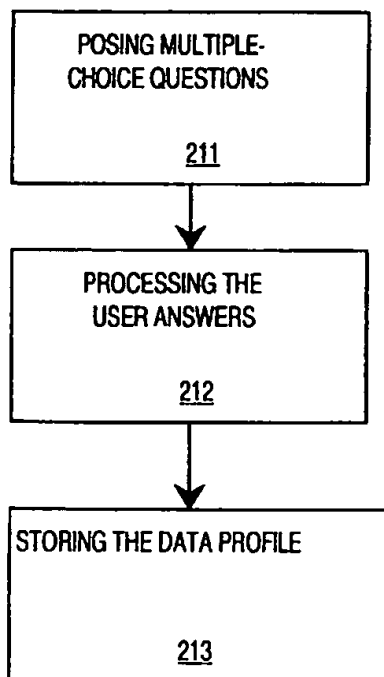 POSING MULTIPLE-
CHOICE QUESTIONS
211
PROCESSING THE
USER ANSWERS
212
STORING THE DATA PROFILE
213